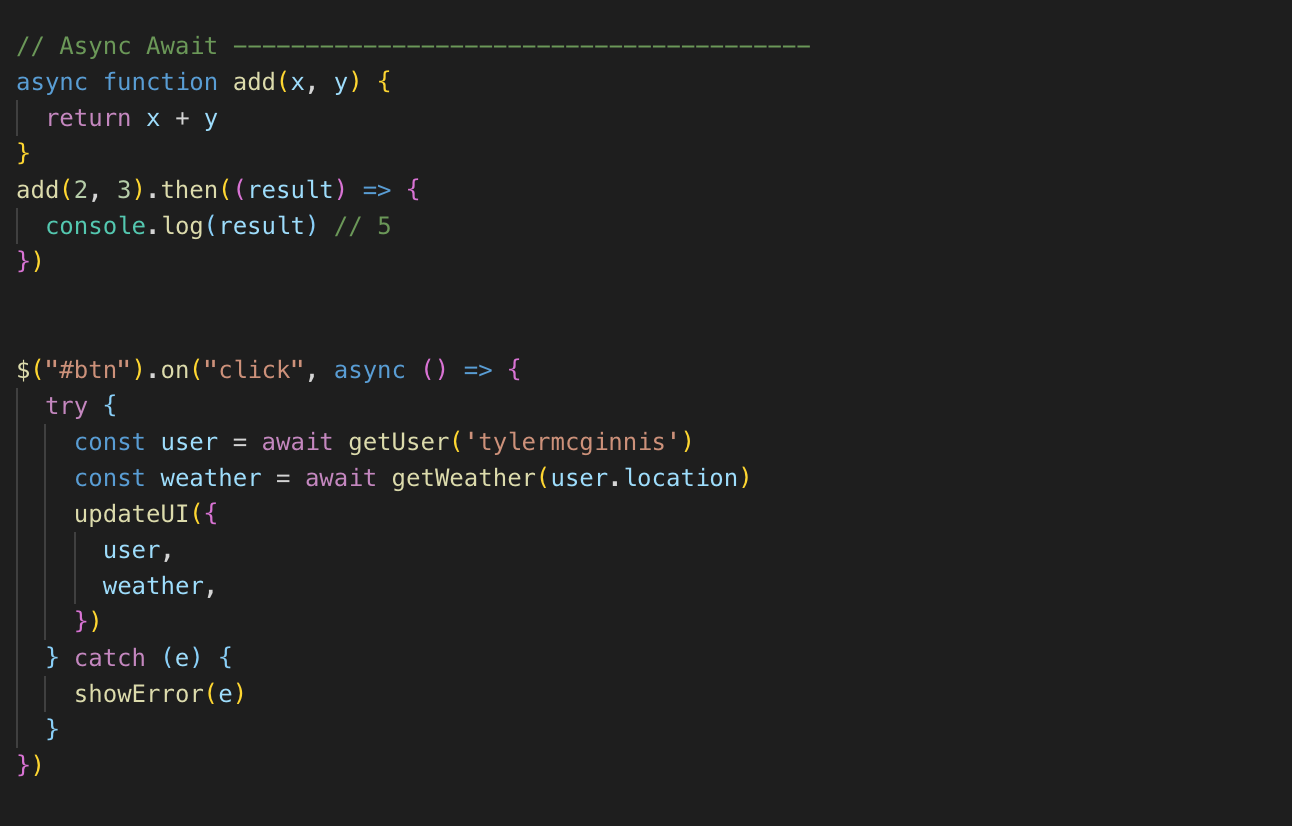 // Async Await ----------------------------------------
async function add(x, y) {
  return x + y
}
add(2, 3).then((result) => {
  console.log(result) // 5
})
$("#btn").on("click", async () => {
  try {
    const user = await getUser('tylermcginnis')
    const weather = await getWeather(user.location)
    updateUI({
      user,
      weather,
    })
  } catch (e) {
    showError(e)
  }
})